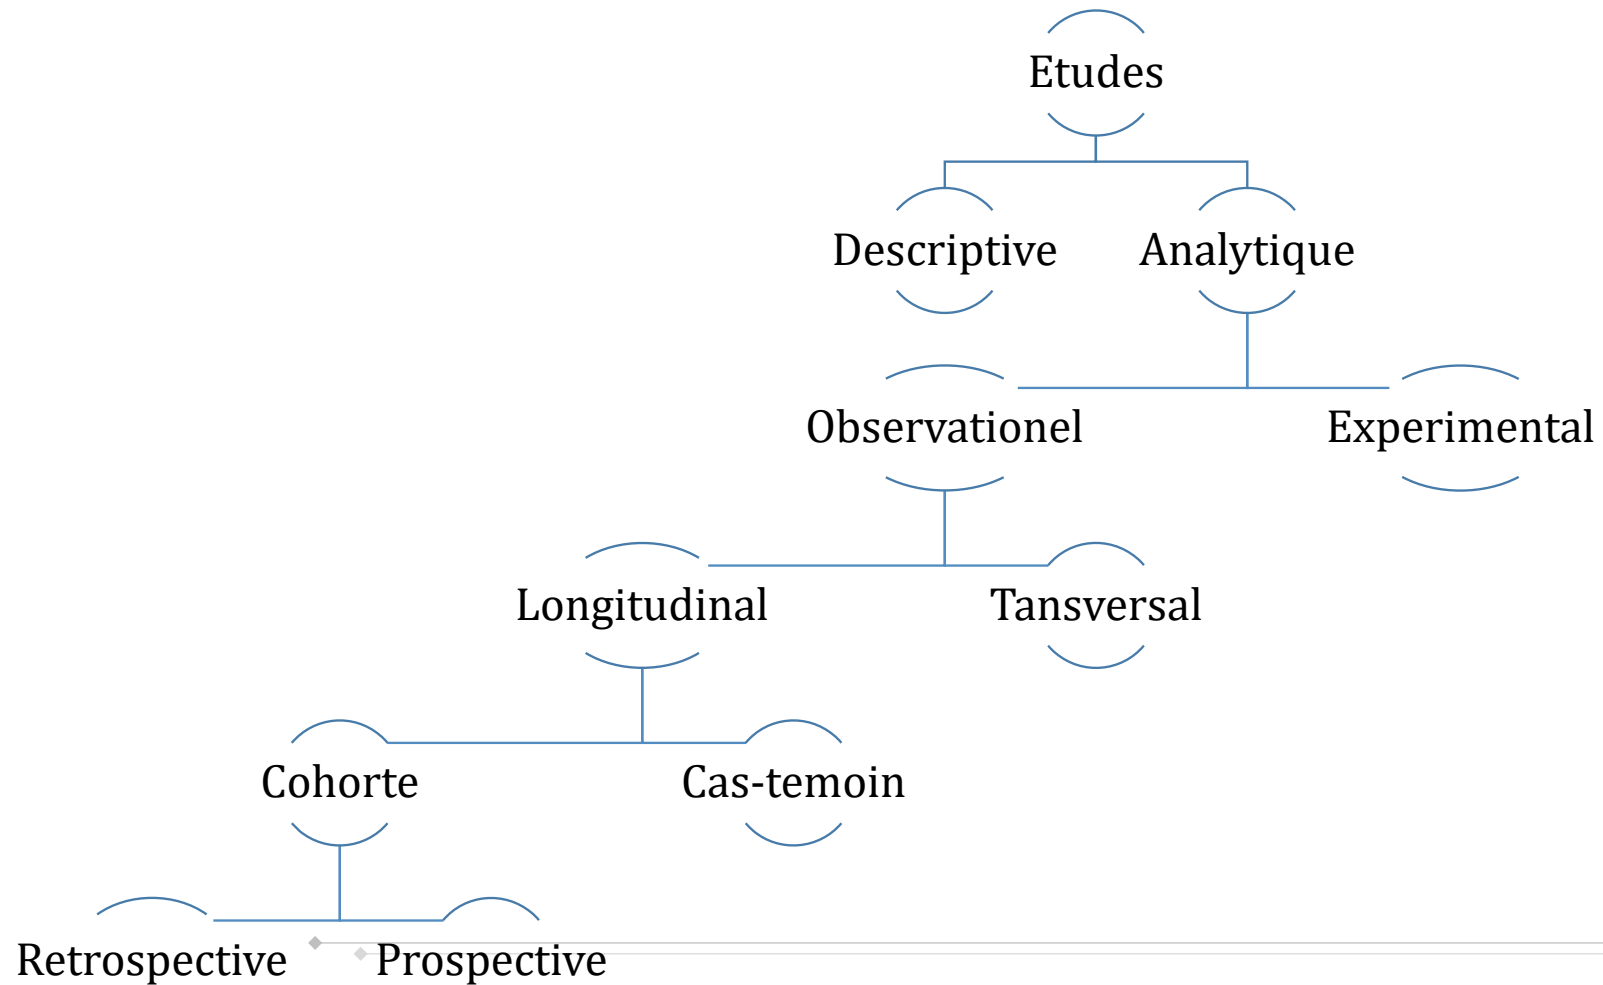 Etudes
Descriptive
Analytique
Observationel
Experimental
Longitudinal
Tansversal
Cohorte
Cas-temoin
Retrospective
Prospective